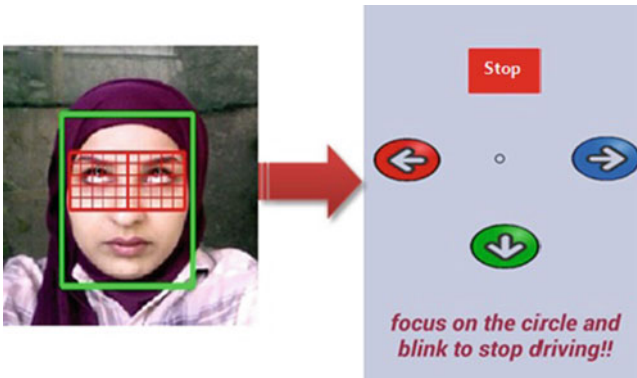 Stop
focus on the circle and
blink to stop driving!!